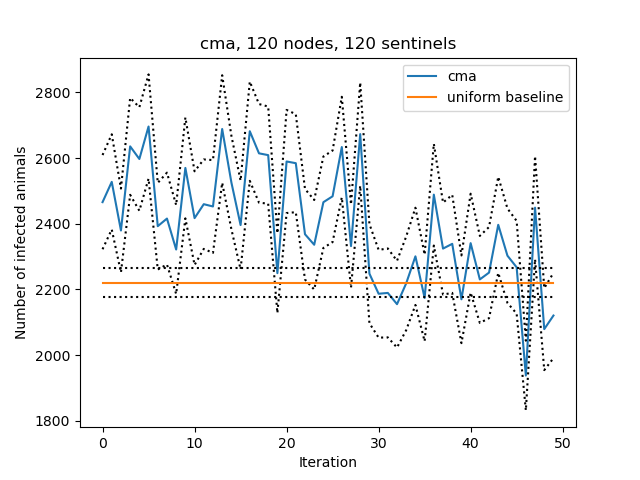 cma, 120 nodes, 120 sentinels
cma
uniform baseline
Number of infected animals
2800
2600
2400
2200
2000
1800
0 10 20 30 40 50
Iteration